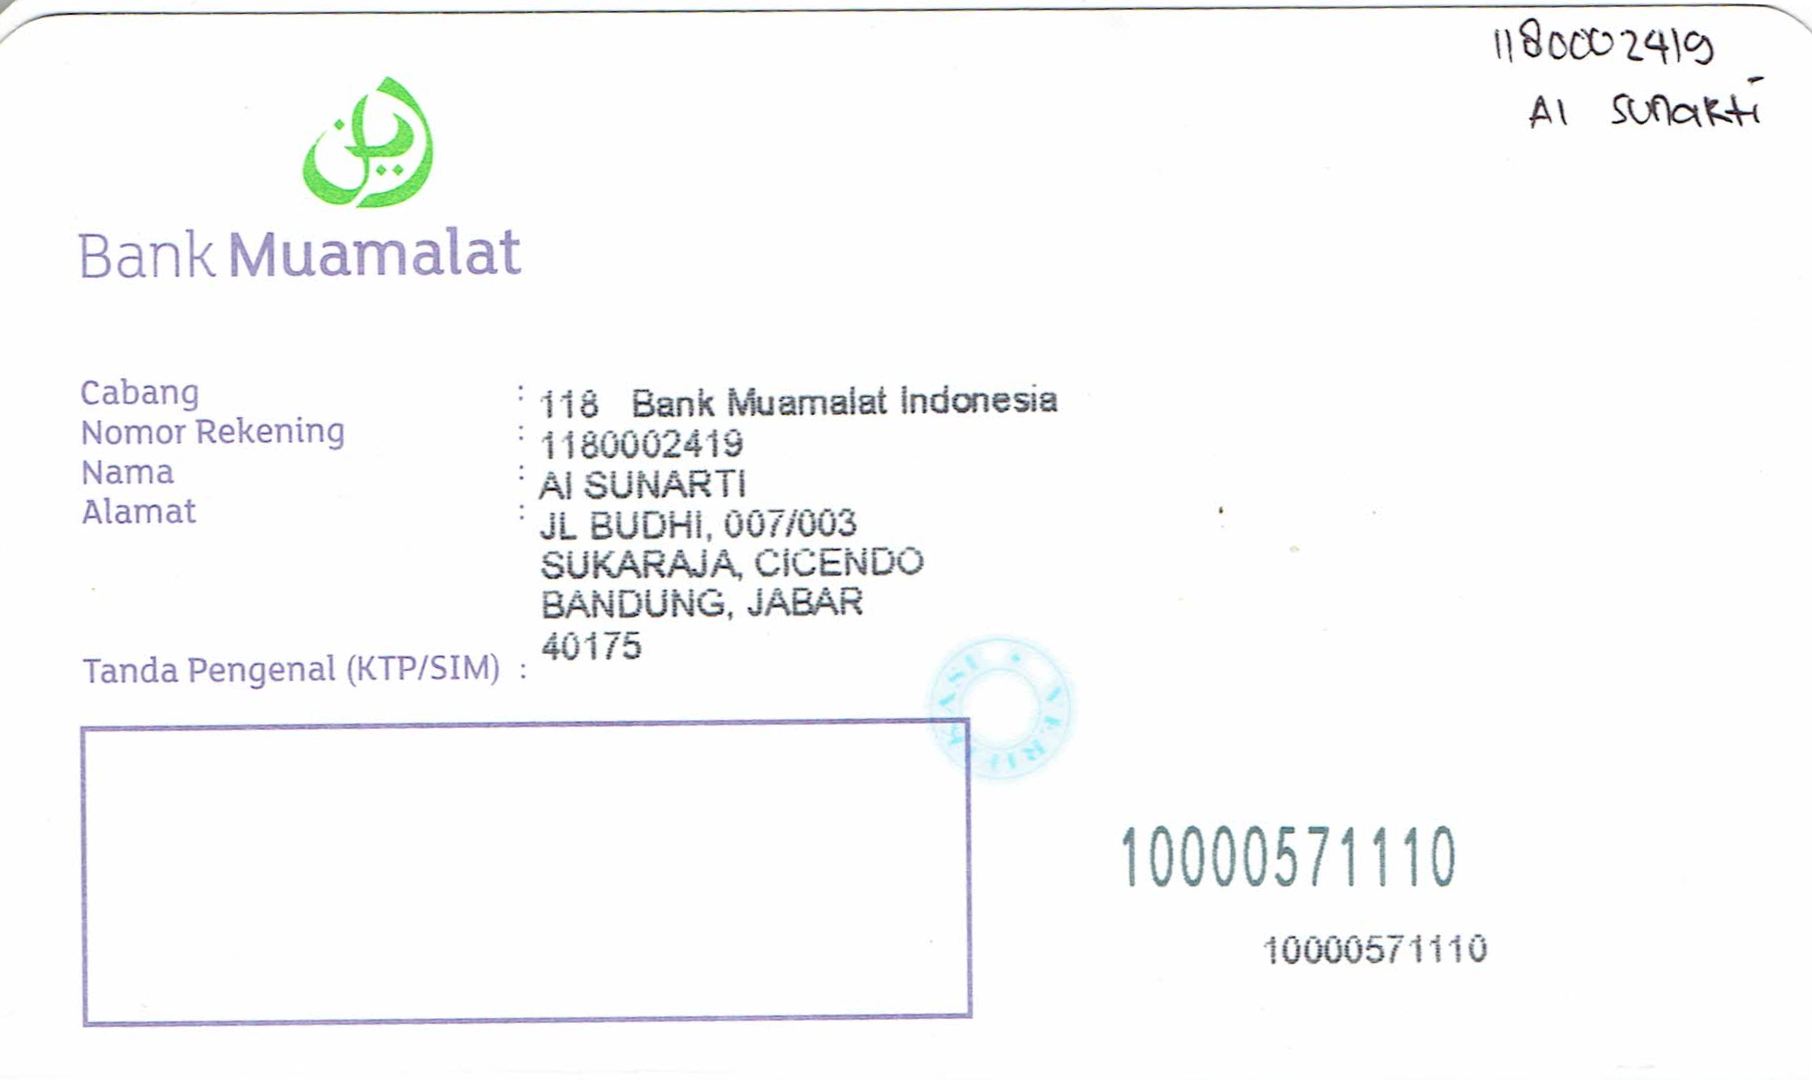 1180002419
AI Sunarti
Bank Muamalat
Cabang : 118 Bank Muamalat Indonesia
Nomor Rekening : 1180002419
Nama : AI SUNARTI
Alamat : JL BUDHI, 007/003
SUKARAJA, CICENDO
BANDUNG, JABAR
40175
Tanda Pengenal (KTP/SIM) :
VERIFIKASI
10000571110
10000571110